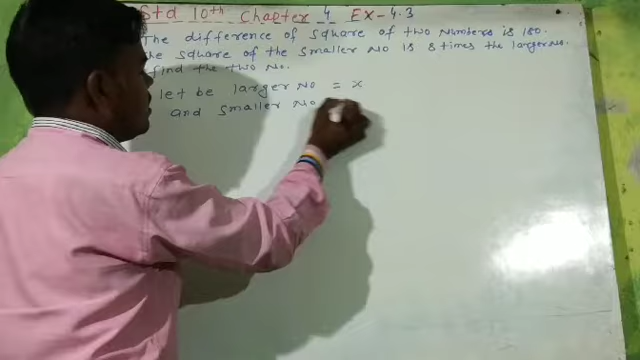 Std 10th Chapter 4 Ex-4.3
The difference of square of two numbers is 180.
The square of the smaller no is 8 times the larger no.
find the two no.
let be larger no = x
and smaller no